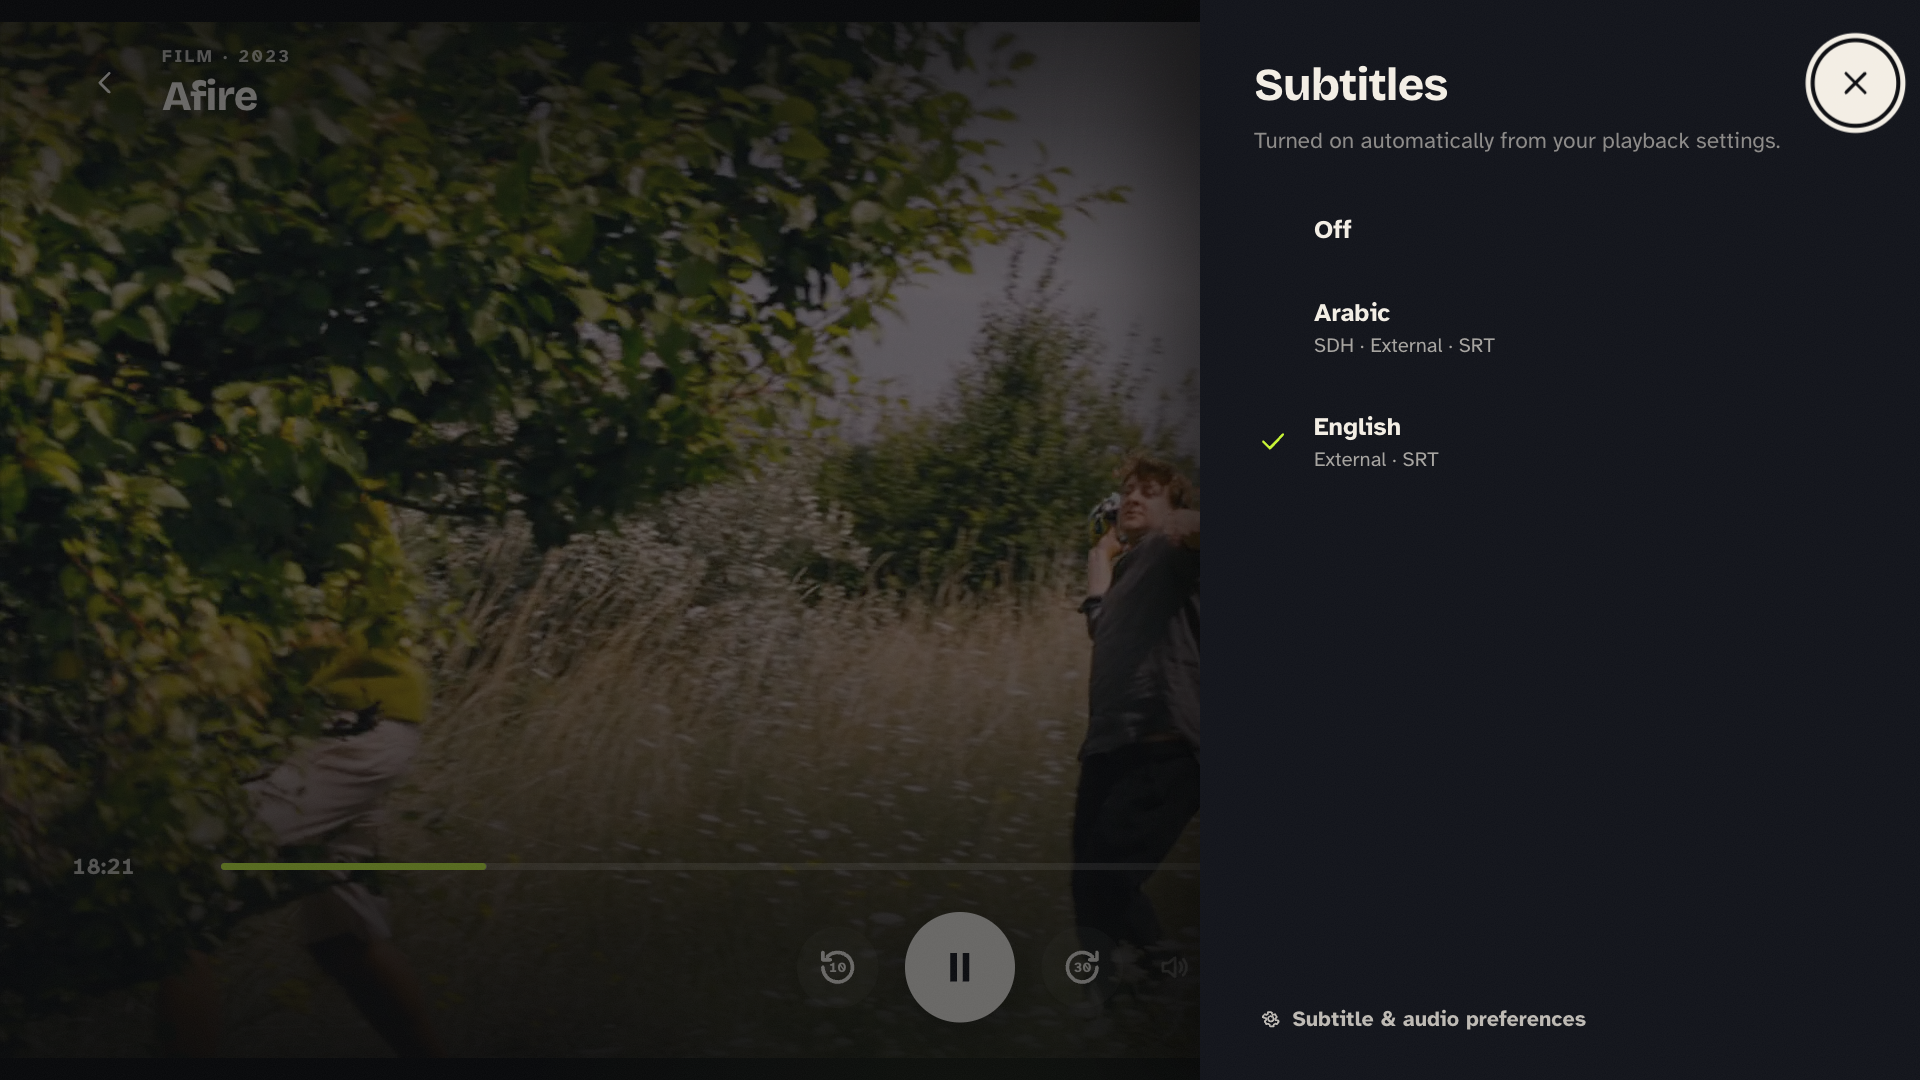 FILM · 2023
Afire
18:21
10
30
Subtitles
Turned on automatically from your playback settings.
Off
Arabic
SDH · External · SRT
English
External · SRT
Subtitle & audio preferences